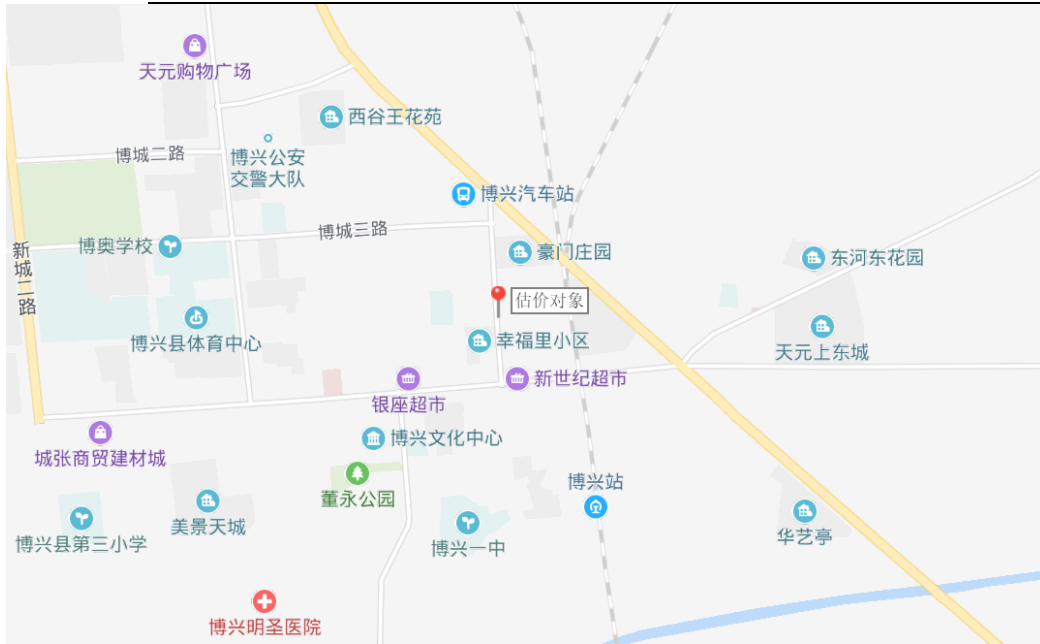 天元购物广场
西谷王花苑
博城二路
博兴公安
交警大队
博兴汽车站
博城三路
博奥学校
豪门庄园
东河东花园
新城二路
估价对象
博兴县体育中心
幸福里小区
天元上东城
新世纪超市
银座超市
城张商贸建材城
博兴文化中心
博兴站
董永公园
美景天城
博兴县第三小学
博兴一中
华艺亭
博兴明圣医院